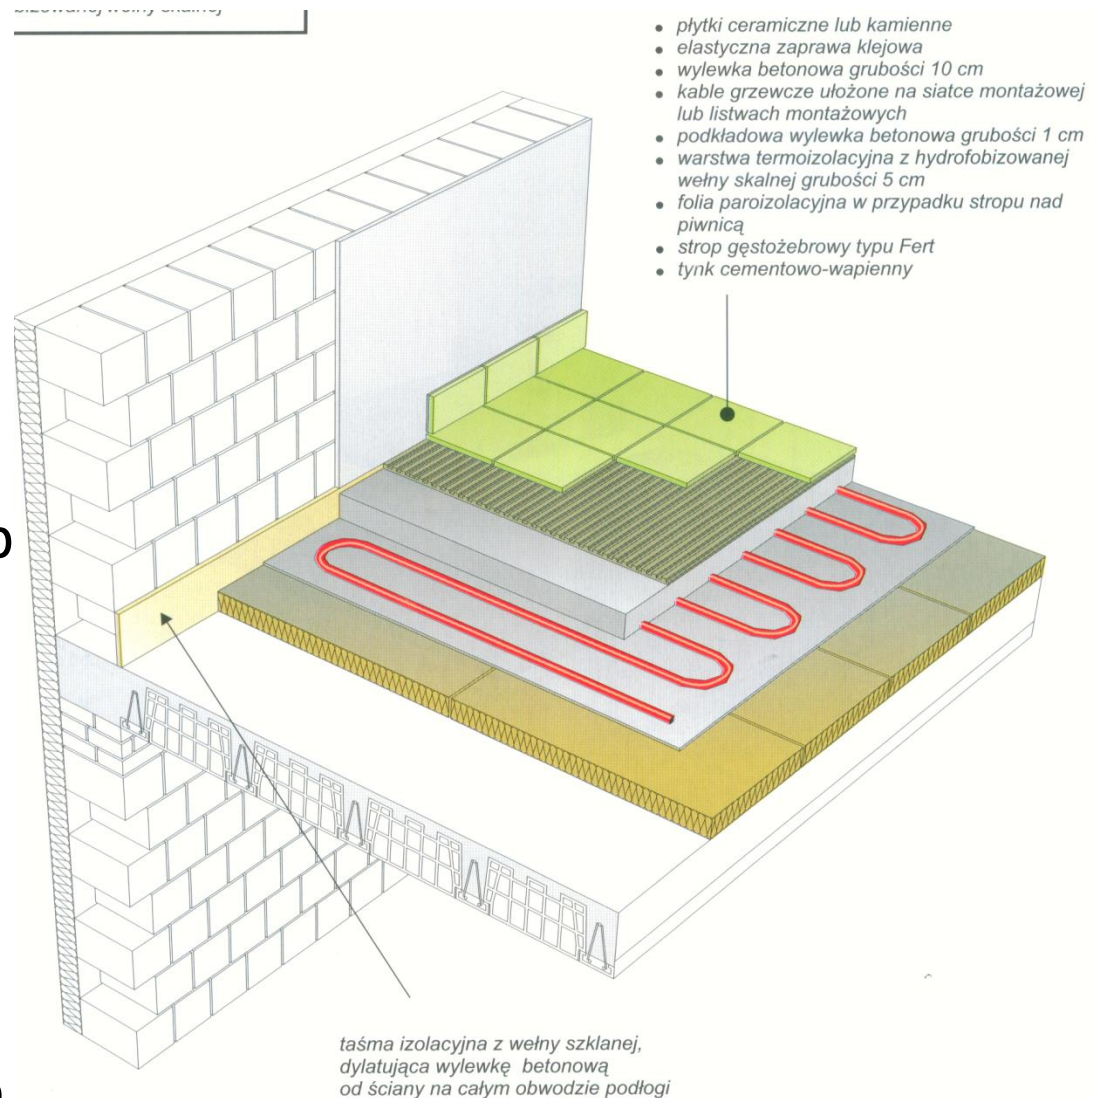 wełny skalnej
• płytki ceramiczne lub kamienne
• elastyczna zaprawa klejowa
• wylewka betonowa grubości 10 cm
• kable grzewcze ułożone na siatce montażowej
lub listwach montażowych
• podkładowa wylewka betonowa grubości 1 cm
• warstwa termoizolacyjna z hydrofobizowanej
wełny skalnej grubości 5 cm
• folia paroizolacyjna w przypadku stropu nad
piwnicą
• strop gęstożebrowy typu Fert
• tynk cementowo-wapienny
taśma izolacyjna z wełny szklanej,
dylatująca wylewkę betonową
od ściany na całym obwodzie podłogi